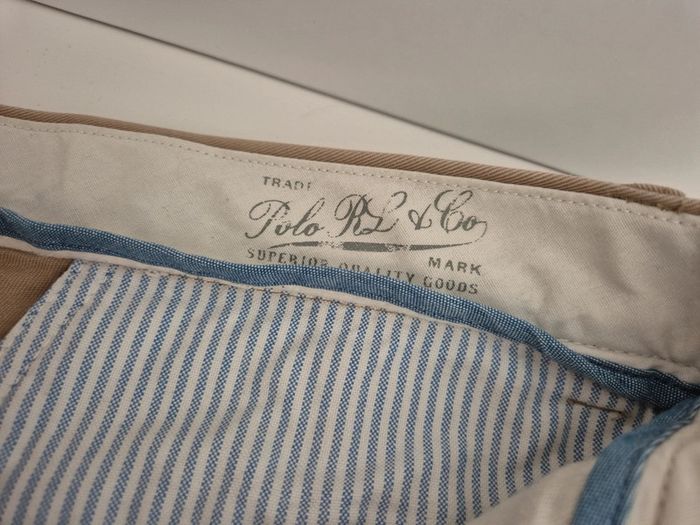 TRADE
Polo RL & Co
MARK
SUPERIOR QUALITY GOODS